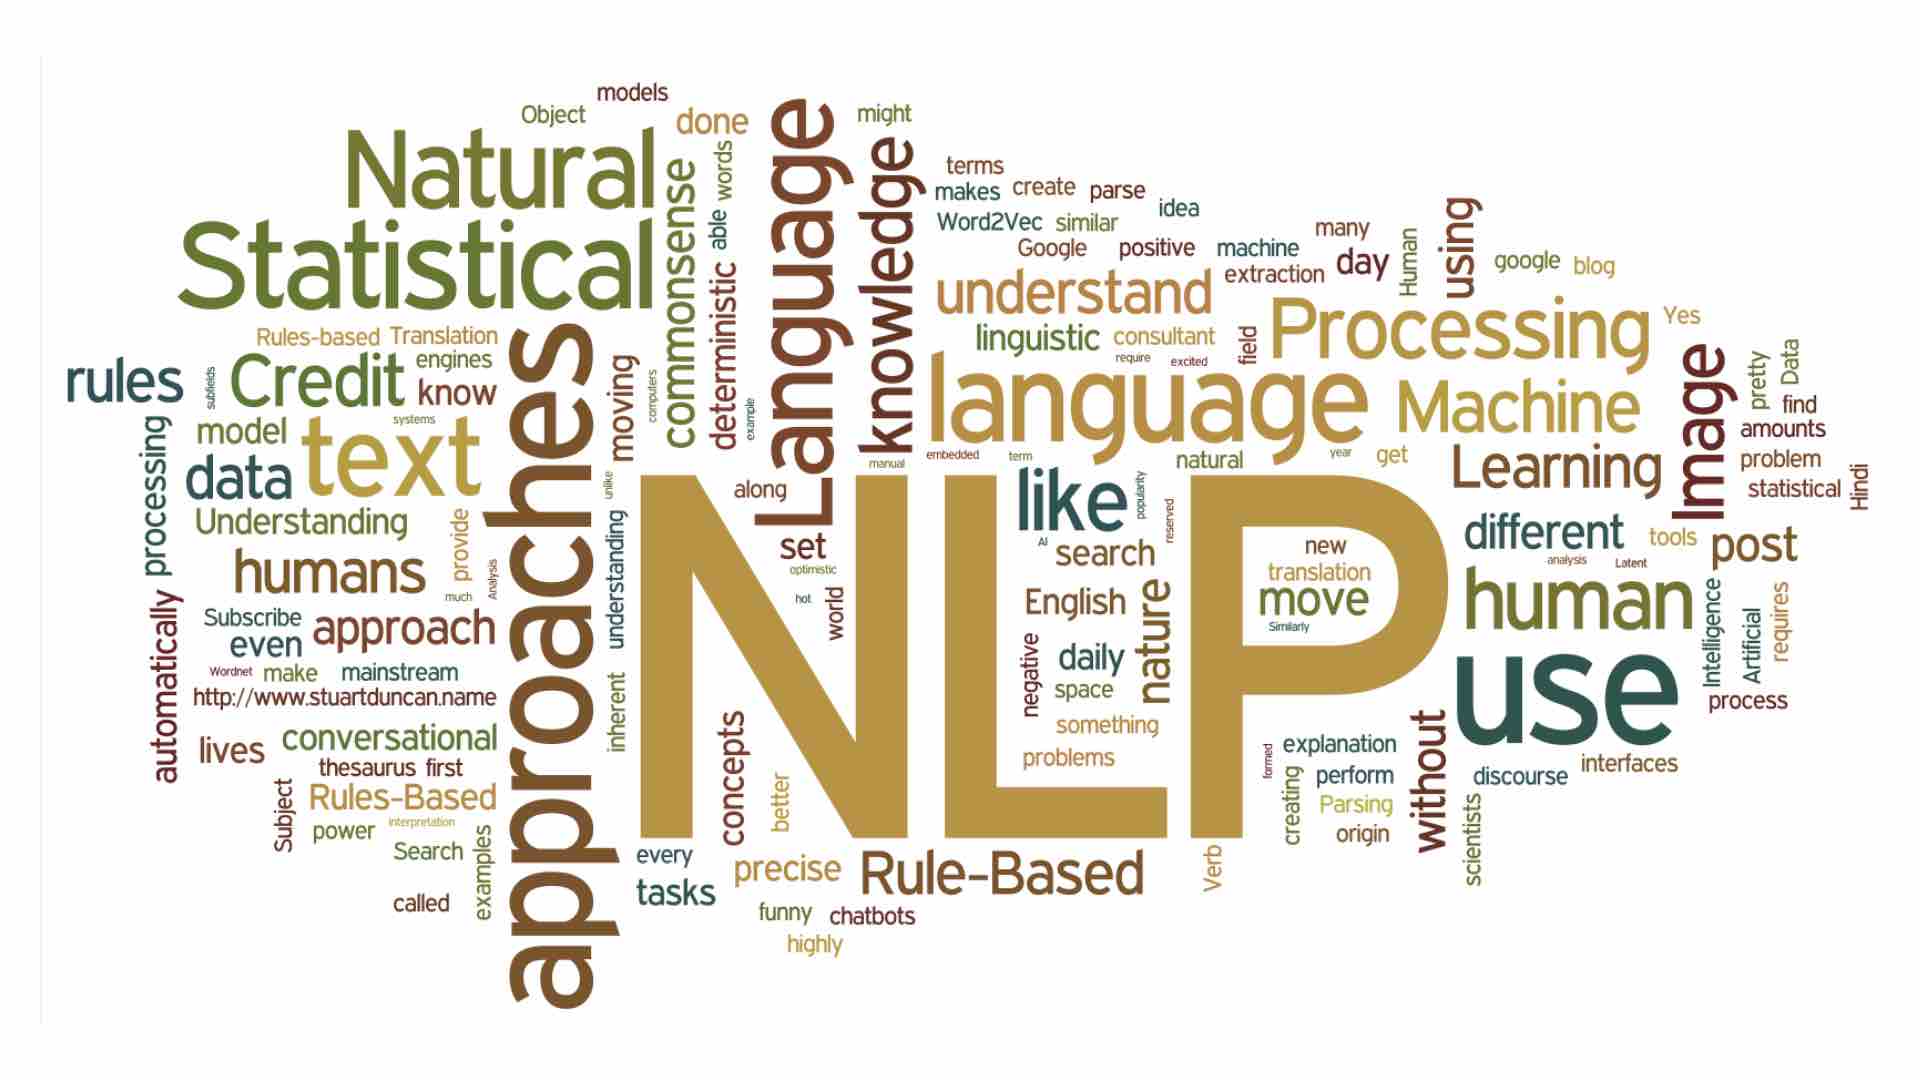 models
Object
done
might
Natural
words
Language
knowledge
commonsense
terms
makes
create
parse
idea
Word2Vec
similar
able
Statistical
many
Google
positive
machine
day
Human
using
google
blog
extraction
deterministic
understand
Processing
Yes
Rules-based
Translation
linguistic
consultant
field
engines
require
excited
rules
subfields
Credit
know
approaches
moving
computers
example
language
Machine
Image
pretty
Data
find
amounts
systems
model
text
processing
data
manual
embedded
term
natural
year
get
Learning
problem
statistical
Hindi
unlike
along
like
popularity
reserved
NLP
Understanding
provide
understanding
set
AI
search
new
different
tools
post
analysis
Latent
optimistic
humans
Analysis
much
hot
world
English
nature
translation
move
Similarly
human
Intelligence
Artificial
requires
automatically
Subscribe
even
approach
negative
daily
space
Wordnet
make
mainstream
http://www.stuartduncan.name
inherent
use
process
something
problems
lives
conversational
concepts
better
formed
explanation
without
discourse
interfaces
thesaurus
first
Subject
Rules-Based
creating
perform
Parsing
origin
scientists
power
interpretation
Search
examples
every
precise
Rule-Based
Verb
tasks
called
funny
chatbots
highly